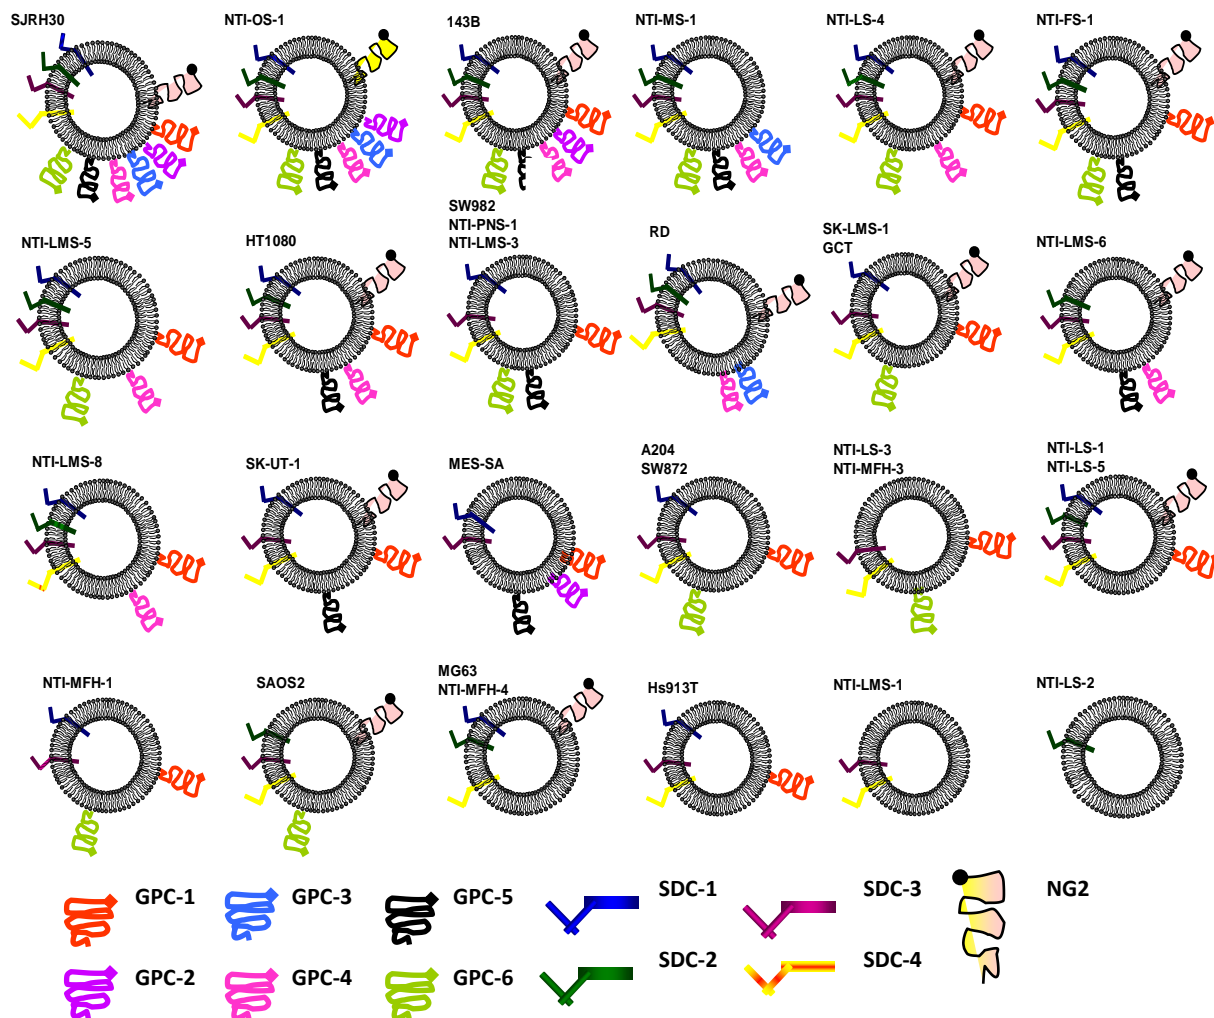 SJRH30
NTI-OS-1
143B
NTI-MS-1
NTI-LS-4
NTI-FS-1
NTI-LMS-5
HT1080
SW982
NTI-PNS-1
NTI-LMS-3
RD
SK-LMS-1
GCT
NTI-LMS-6
NTI-LMS-8
SK-UT-1
MES-SA
A204
SW872
NTI-LS-3
NTI-MFH-3
NTI-LS-1
NTI-LS-5
NTI-MFH-1
SAOS2
MG63
NTI-MFH-4
Hs913T
NTI-LMS-1
NTI-LS-2
GPC-1
GPC-3
GPC-5
SDC-1
SDC-3
NG2
GPC-2
GPC-4
GPC-6
SDC-2
SDC-4